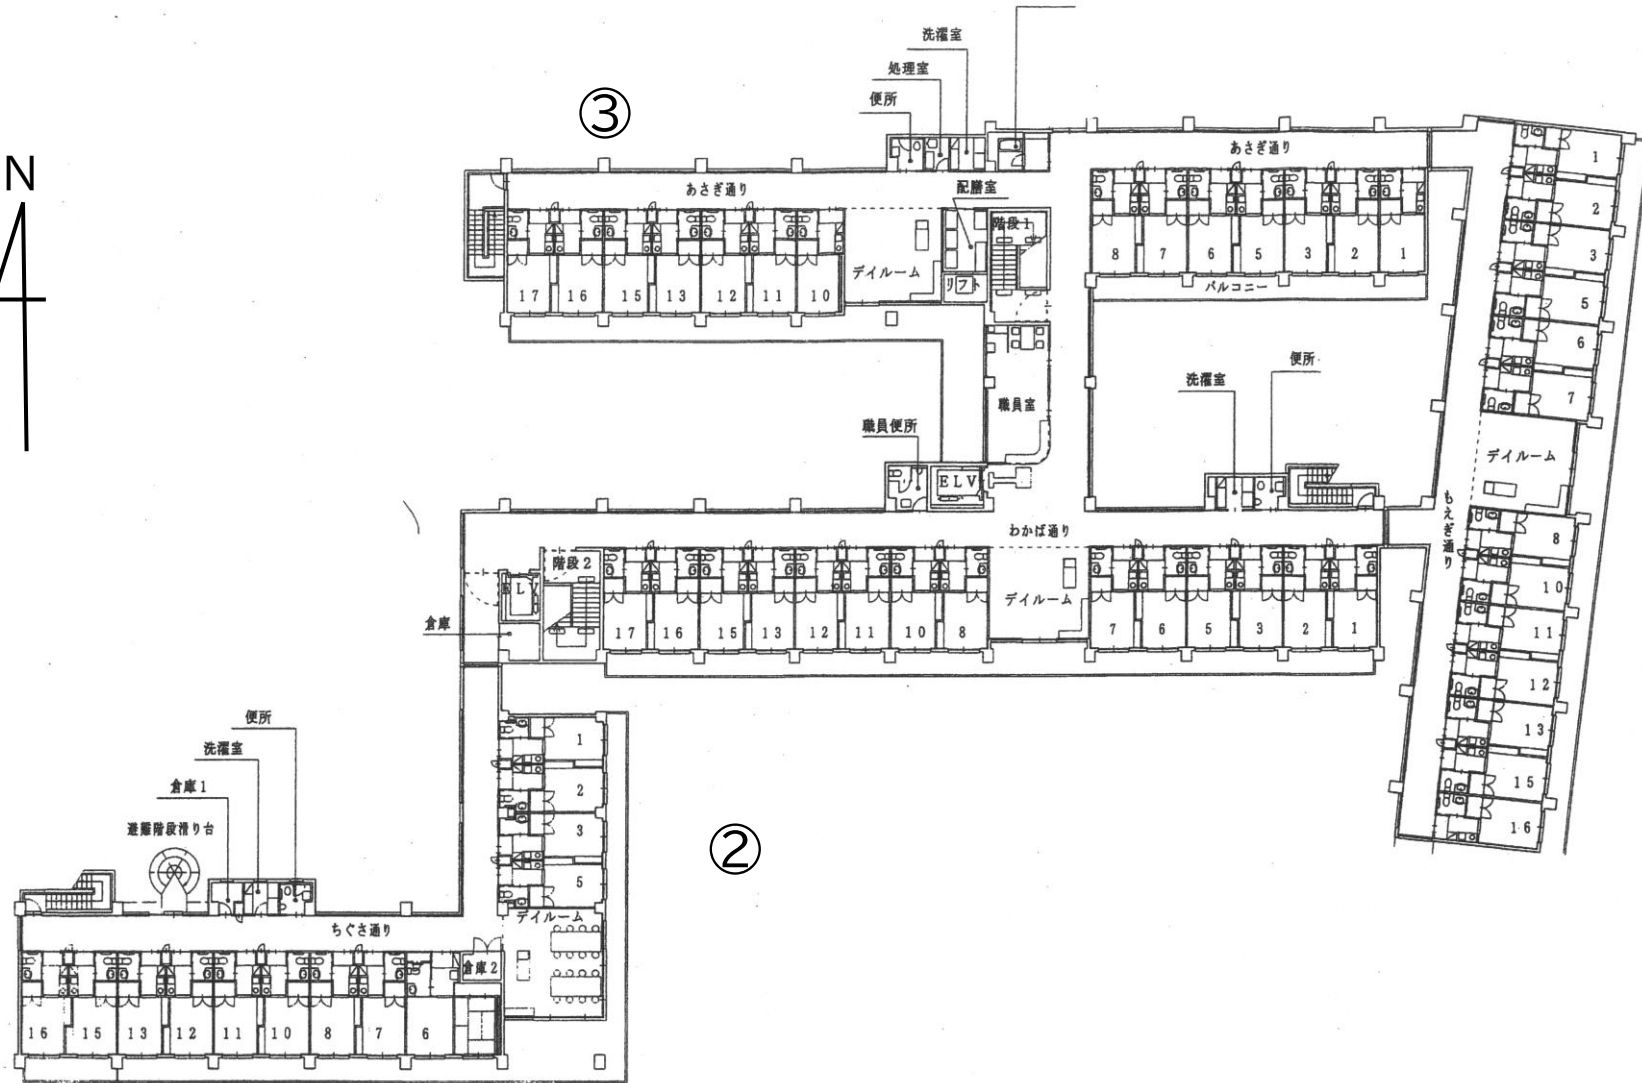 洗濯室
処理室
便所
③
N
あさぎ通り
あさぎ通り
配膳室
階段1
デイルーム
リフト
17 16 15 13 12 11 10
8 7 6 5 3 2 1
バルコニー
1
2
3
5
6
7
デイルーム
もえぎ通り
8
10
11
12
13
15
16
職員室
職員便所
ELV
洗濯室
便所
わかば通り
階段2
ELV
倉庫
デイルーム
17 16 15 13 12 11 10 8
7 6 5 3 2 1
便所
洗濯室
倉庫1
避難階段滑り台
1
2
3
5
②
デイルーム
ちぐさ通り
倉庫2
16 15 13 12 11 10 8 7 6